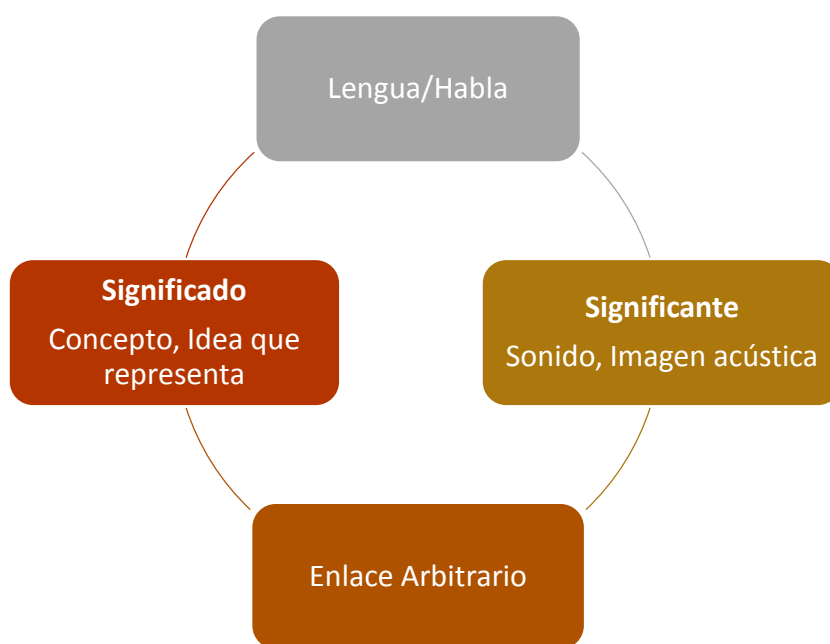 Lengua/Habla
Significado
Concepto, Idea que
representa
Significante
Sonido, Imagen acústica
Enlace Arbitrario